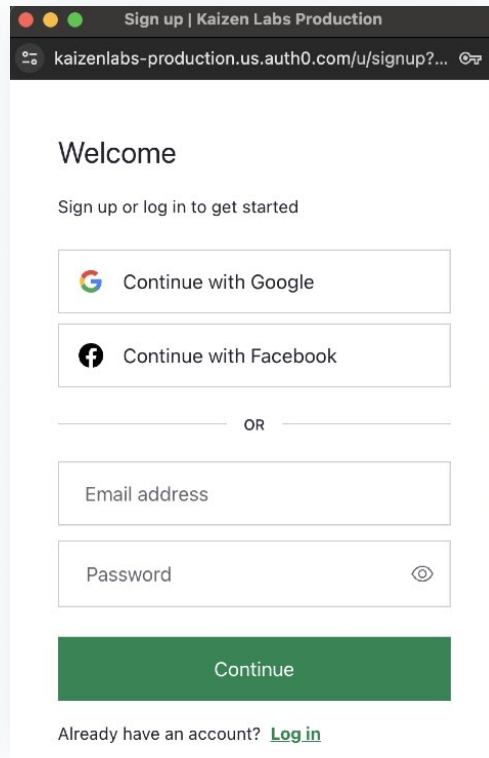 Sign up | Kaizen Labs Production
kaizenlabs-production.us.auth0.com/u/signup?...
Welcome
Sign up or log in to get started
Continue with Google
Continue with Facebook
OR
Email address
Password
Continue
Already have an account? Log in